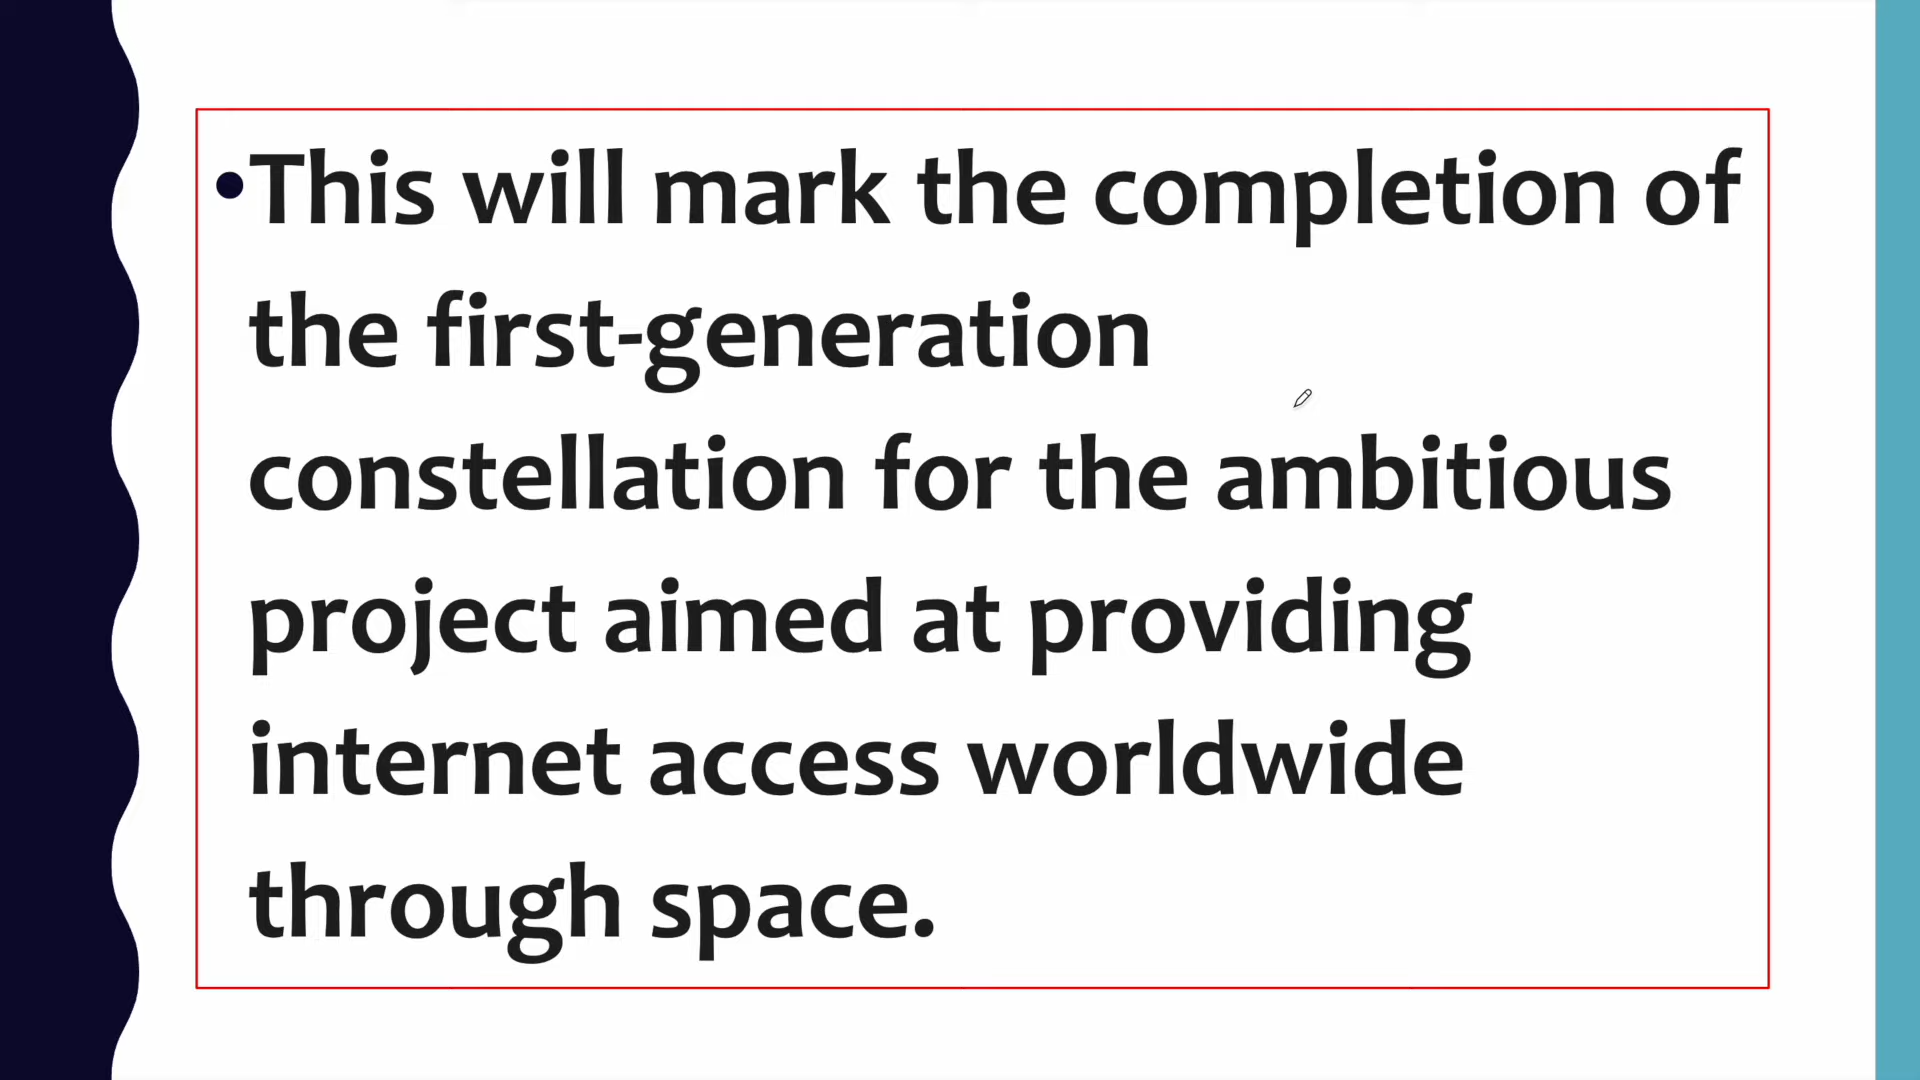 •This will mark the completion of
the first-generation
constellation for the ambitious
project aimed at providing
internet access worldwide
through space.